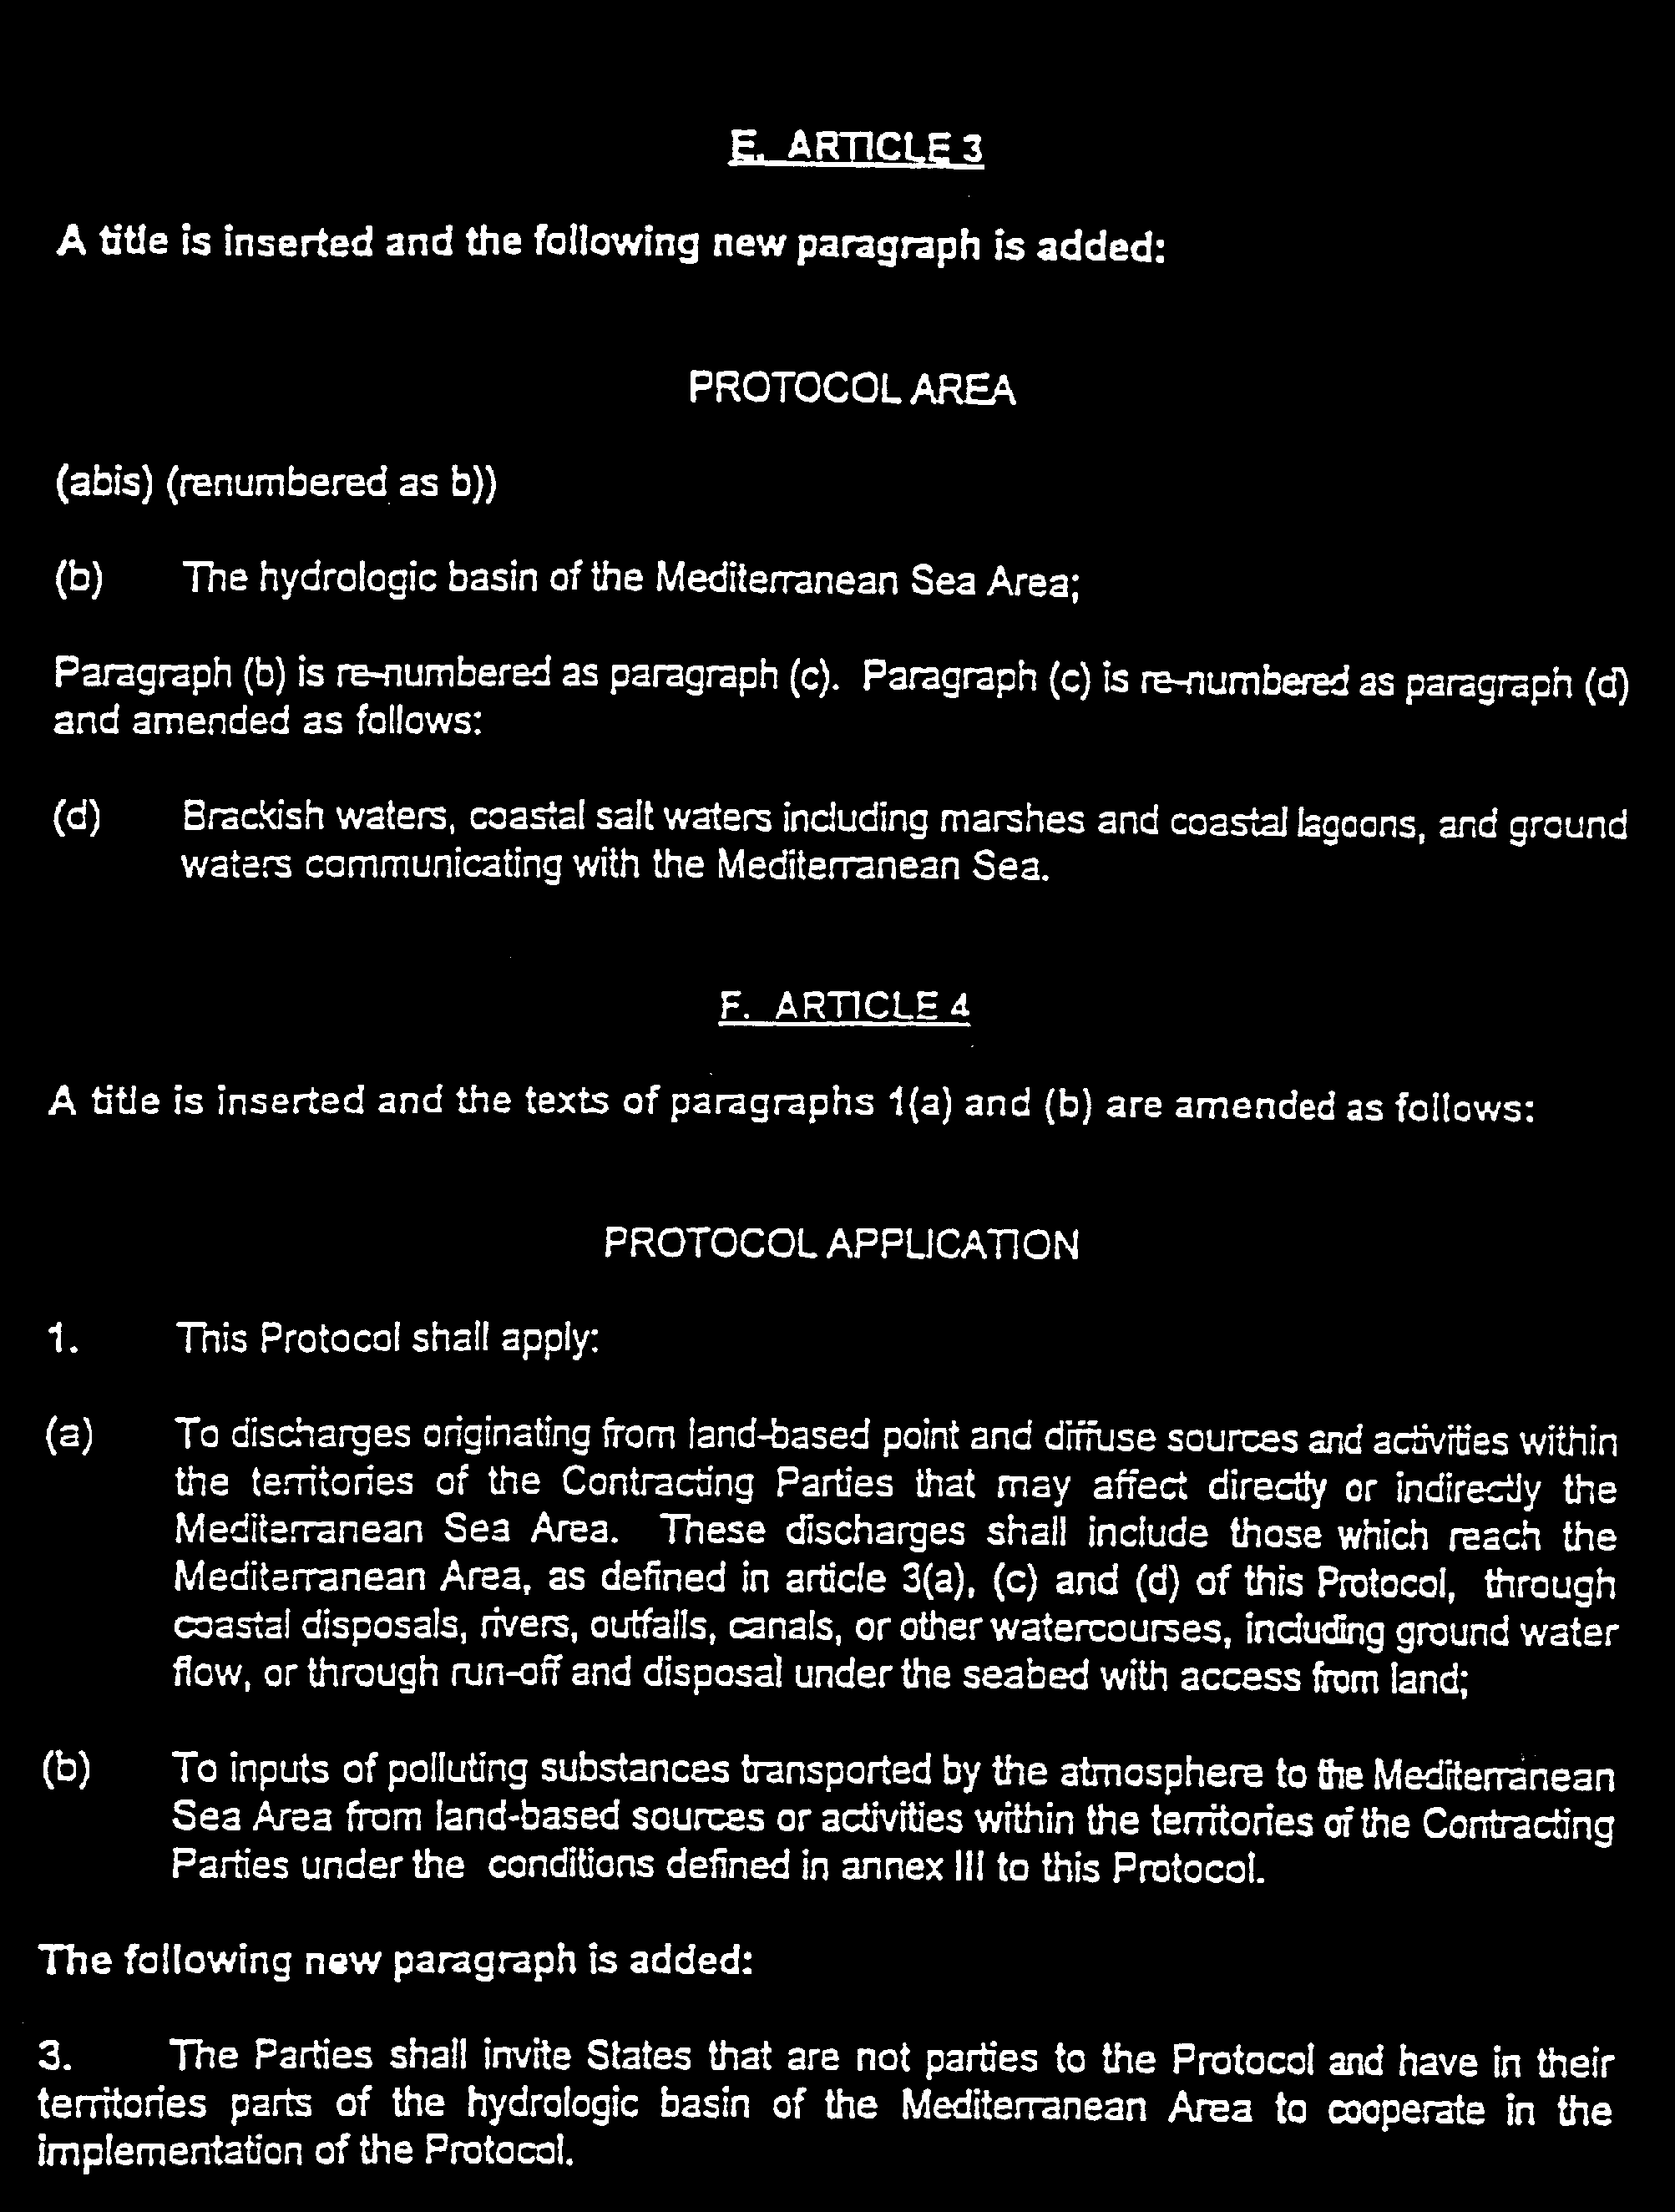 E. ARTICLE 3
A title is inserted and the following new paragraph is added:
PROTOCOL AREA
(abis) (renumbered as b))
(b) The hydrologic basin of the Mediterranean Sea Area;
Paragraph (b) is re-numbered as paragraph (c). Paragraph (c) is re-numbered as paragraph (d)
and amended as follows:
(d) Brackish waters, coastal salt waters including marshes and coastal lagoons, and ground
waters communicating with the Mediterranean Sea.
F. ARTICLE 4
A title is inserted and the texts of paragraphs 1(a) and (b) are amended as follows:
PROTOCOL APPLICATION
1. This Protocol shall apply:
(a) To discharges originating from land-based point and diffuse sources and activities within
the territories of the Contracting Parties that may affect directly or indirectly the
Mediterranean Sea Area. These discharges shall include those which reach the
Mediterranean Area, as defined in article 3(a), (c) and (d) of this Protocol, through
coastal disposals, rivers, outfalls, canals, or other watercourses, including ground water
flow, or through run-off and disposal under the seabed with access from land;
(b) To inputs of polluting substances transported by the atmosphere to the Mediterranean
Sea Area from land-based sources or activities within the territories of the Contracting
Parties under the conditions defined in annex III to this Protocol.
The following new paragraph is added:
3. The Parties shall invite States that are not parties to the Protocol and have in their
territories parts of the hydrologic basin of the Mediterranean Area to cooperate in the
implementation of the Protocol.